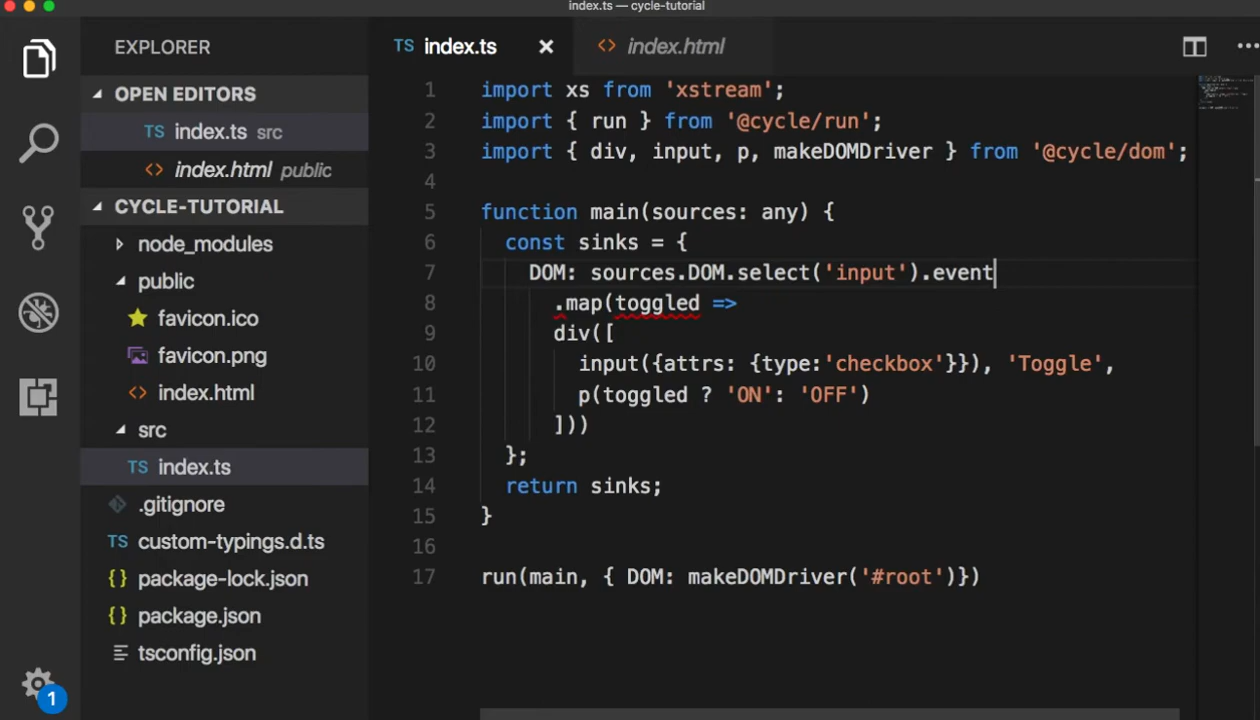 index.ts — cycle-tutorial
EXPLORER
OPEN EDITORS
TS index.ts src
<> index.html public
CYCLE-TUTORIAL
node_modules
public
favicon.ico
favicon.png
<> index.html
src
TS index.ts
.gitignore
TS custom-typings.d.ts
{} package-lock.json
{} package.json
tsconfig.json
1
TS index.ts
<> index.html
1 import xs from 'xstream';
2 import { run } from '@cycle/run';
3 import { div, input, p, makeDOMDriver } from '@cycle/dom';
4
5 function main(sources: any) {
6 const sinks = {
7 DOM: sources.DOM.select('input').event
8 .map(toggled =>
9 div([
10 input({attrs: {type:'checkbox'}}), 'Toggle',
11 p(toggled ? 'ON': 'OFF')
12 ]))
13 };
14 return sinks;
15 }
16
17 run(main, { DOM: makeDOMDriver('#root')})